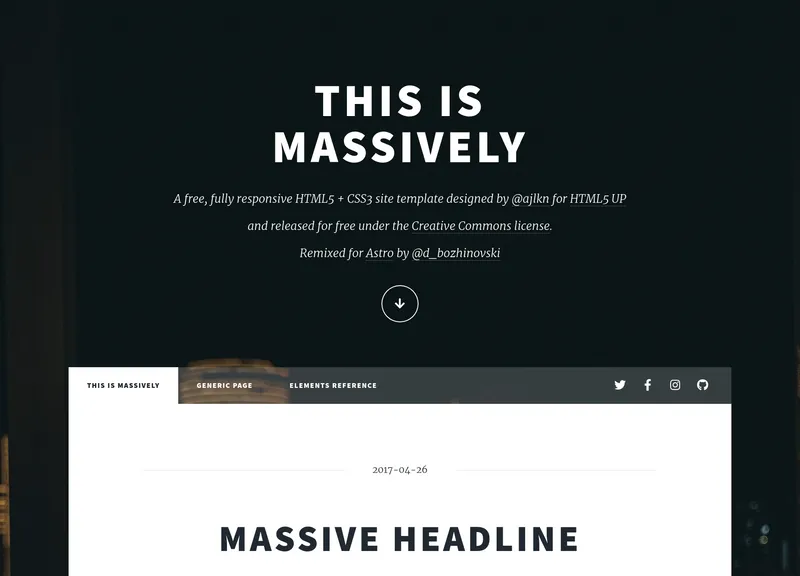 THIS IS
MASSIVELY
A free, fully responsive HTML5 + CSS3 site template designed by @ajlkn for HTML5 UP
and released for free under the Creative Commons license.
Remixed for Astro by @d_bozhinovski
THIS IS MASSIVELY
GENERIC PAGE
ELEMENTS REFERENCE
2017-04-26
MASSIVE HEADLINE